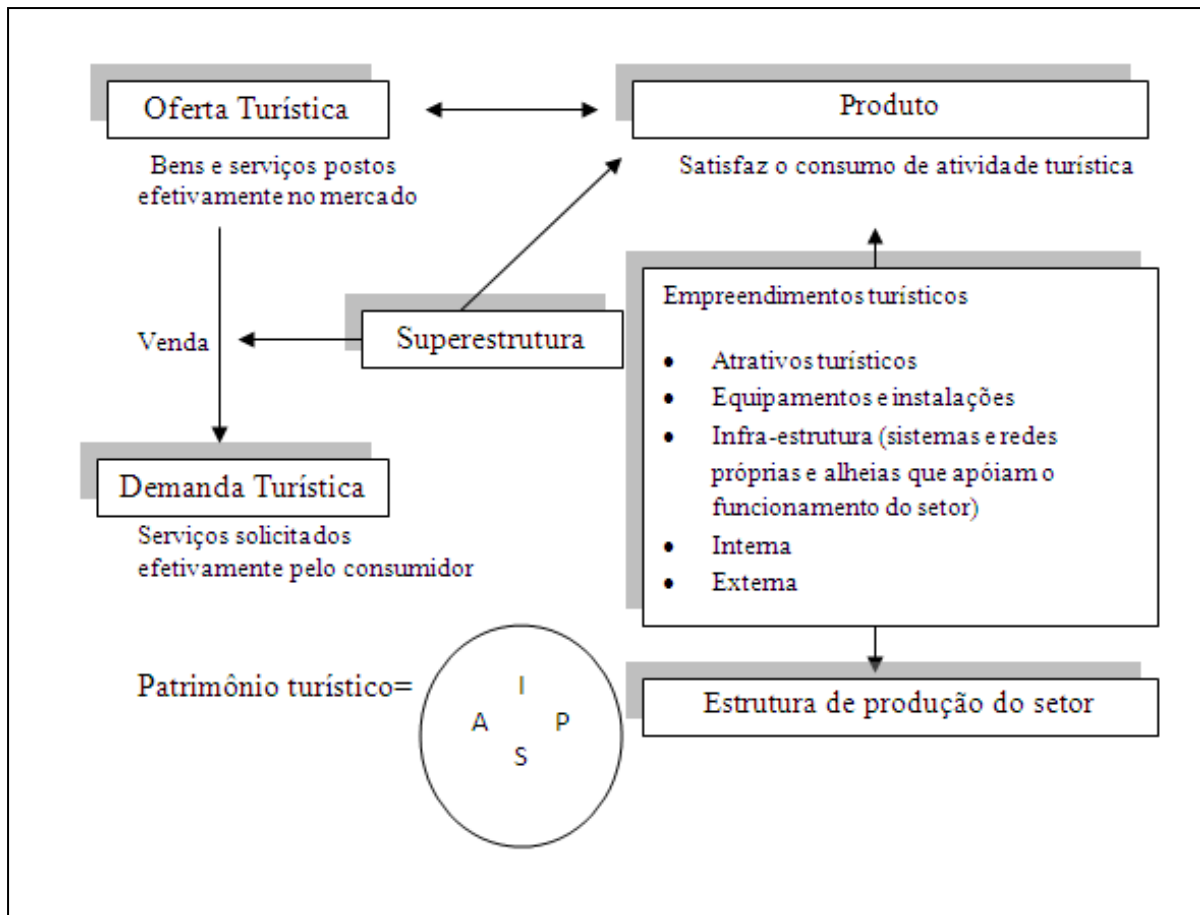 Oferta Turística
Bens e serviços postos
efetivamente no mercado
Produto
Satisfaz o consumo de atividade turística
Venda
Superestrutura
Empreendimentos turísticos
• Atrativos turísticos
• Equipamentos e instalações
• Infra-estrutura (sistemas e redes
próprias e alheias que apóiam o
funcionamento do setor)
• Interna
• Externa
Demanda Turística
Serviços solicitados
efetivamente pelo consumidor
Patrimônio turístico=
I
A P
S
Estrutura de produção do setor